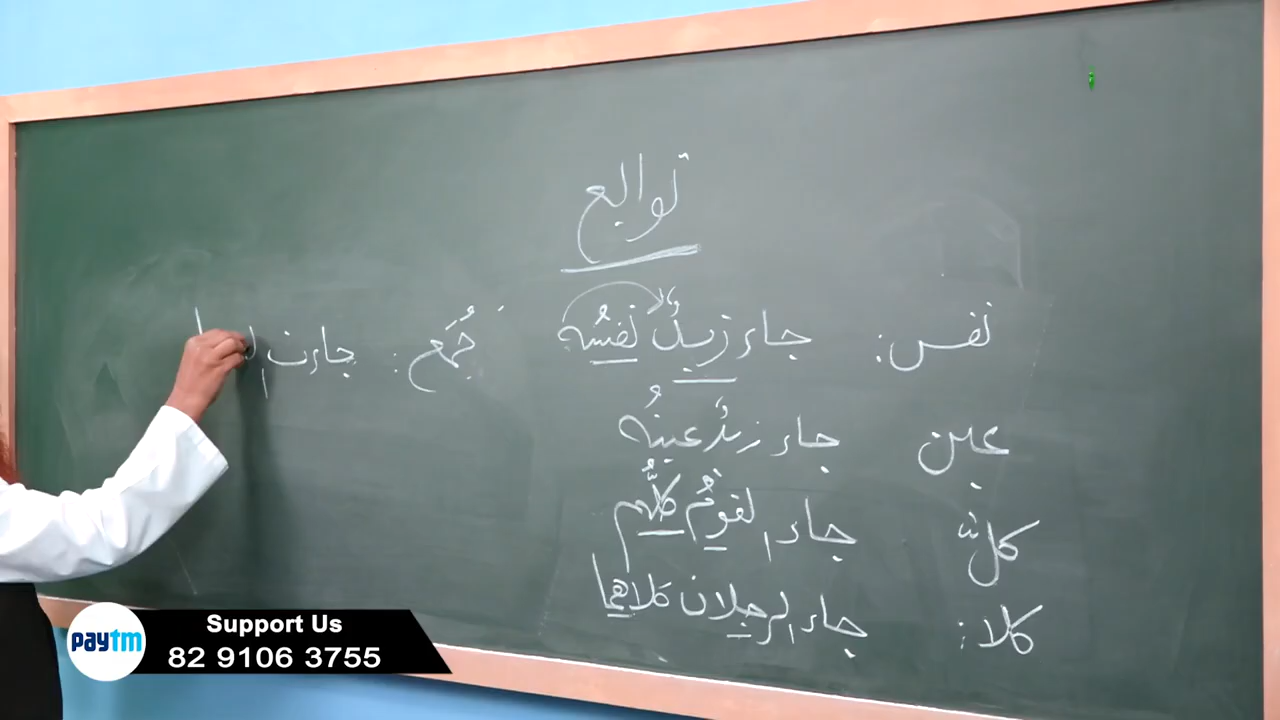 توابع
نفس: جاء زيدٌ نفسُه
جُمَع: جاءت
عين جاء زيدٌ عينُه
كلّ جاء القومُ كلُّهم
كلا: جاء الرجلان كلاهما
paytm
Support Us
82 9106 3755